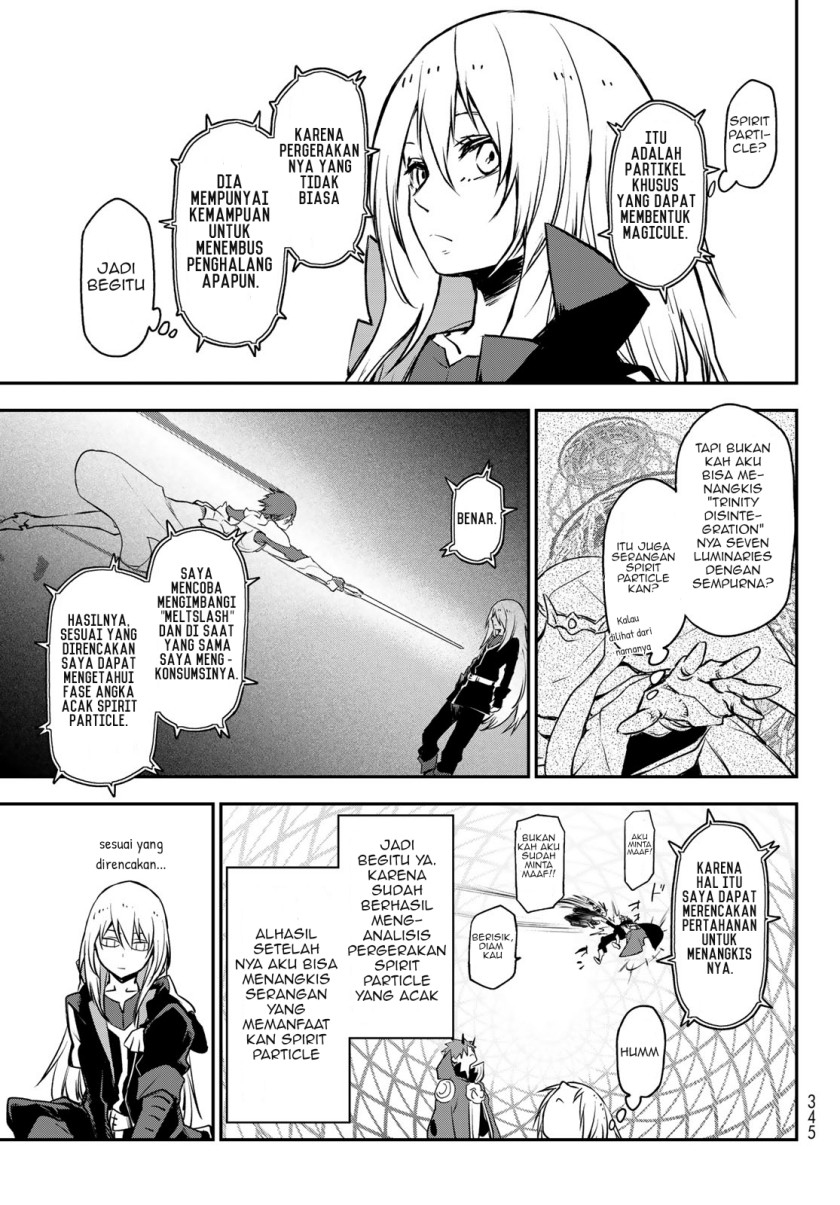 SPIRIT
PARTI-
CLE?
ITU
ADALAH
PARTIKEL
KHUSUS
YANG DAPAT
MEMBENTUK
MAGICULE.
KARENA
PERGERAKAN
NYA YANG
TIDAK
BIASA
DIA
MEMPUNYAI
KEMAMPUAN
UNTUK
MENEMBUS
PENGHALANG
APAPUN.
JADI
BEGITU
TAPI BUKAN
KAH AKU
BISA ME-
NANGKIS
"TRINITY
DISINTE-
GRATION"
NYA SEVEN
LUMINARIES
DENGAN
SEMPURNA?
ITU JUGA
SERANGAN
SPIRIT
PARTICLE
KAN?
Kalau
dilihat dari
namanya
BENAR.
SAYA
MENCOBA
MENGIMBANGI
"MELTSLASH"
DAN DI SAAT
YANG SAMA
SAYA MENG-
KONSUMSINYA.
HASILNYA,
SESUAI YANG
DIRENCAKAN
SAYA DAPAT
MENGETAHUI
FASE ANGKA
ACAK SPIRIT
PARTICLE.
KARENA
HAL ITU
SAYA DAPAT
MERENCAKAN
PERTAHANAN
UNTUK
MENANGKIS
NYA.
AKU
MINTA
MAAF!
BUKAN
KAH AKU
SUDAH
MINTA
MAAF!!
BERISIK,
DIAM
KAU
ド
HUMM
JADI
BEGITU YA,
KARENA
SUDAH
BERHASIL
MENG-
ANALISIS
PERGERAKAN
SPIRIT
PARTICLE
YANG ACAK
ALHASIL
SETELAH
NYA AKU BISA
MENANGKIS
SERANGAN
YANG
MEMANFAAT
KAN SPIRIT
PARTICLE
sesuai yang
direncakan...
345